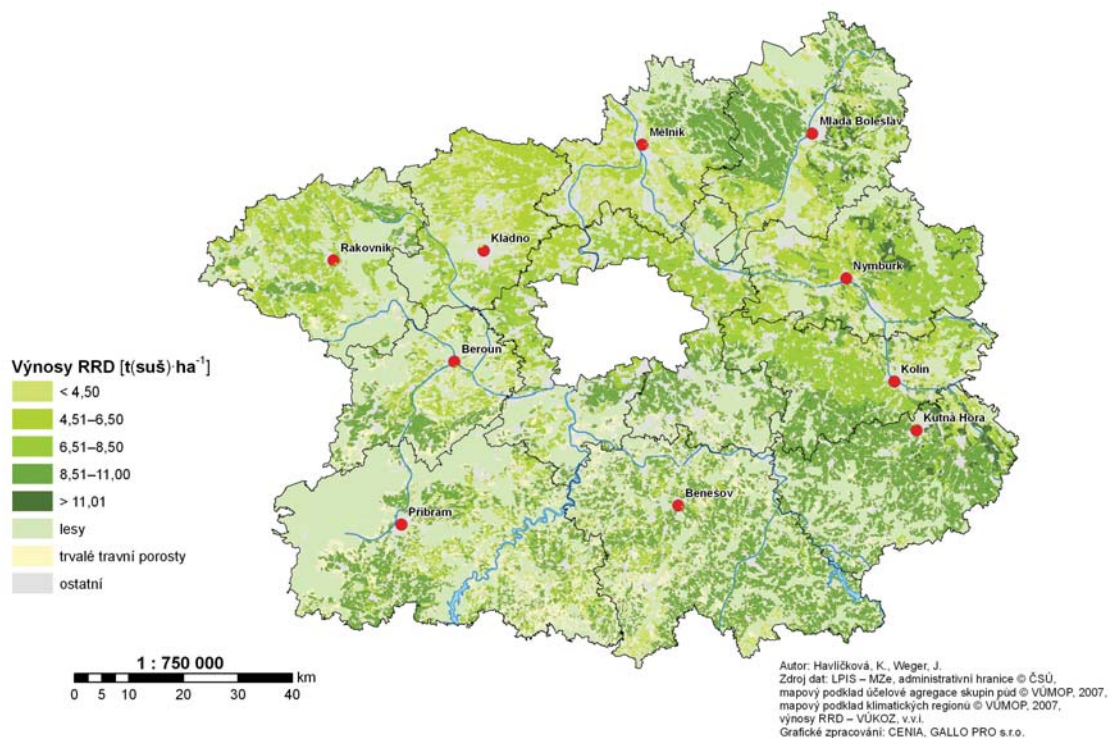 Mladá Boleslav
Mělník
Kladno
Rakovník
Nymburk
Beroun
Kolín
Kutná Hora
Benešov
Příbram
Výnosy RRD [t(suš)·ha⁻¹]
< 4,50
4,51–6,50
6,51–8,50
8,51–11,00
> 11,01
lesy
trvalé travní porosty
ostatní
1 : 750 000
km
0 5 10 20 30 40
Autor: Havlíčková, K., Weger, J.
Zdroj dat: LPIS – MZe, administrativní hranice © ČSÚ,
mapový podklad účelové agregace skupin půd © VÚMOP, 2007,
mapový podklad klimatických regionů © VÚMOP, 2007,
výnosy RRD – VÚKOZ, v.v.i.
Grafické zpracování: CENIA, GALLO PRO s.r.o.